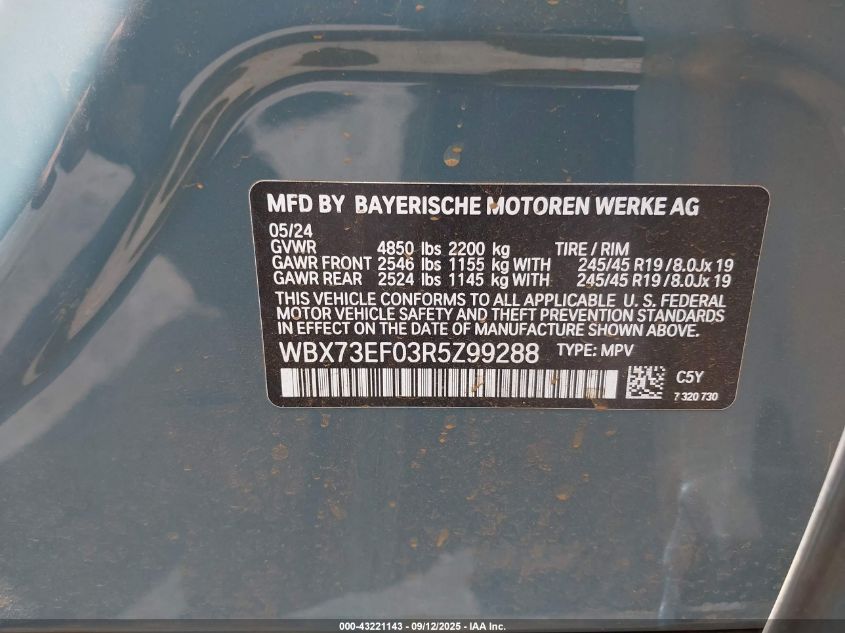 MFD BY BAYERISCHE MOTOREN WERKE AG
05/24
GVWR 4850 lbs 2200 kg TIRE / RIM
GAWR FRONT 2546 lbs 1155 kg WITH 245/45 R19 /8.0Jx 19
GAWR REAR 2524 lbs 1145 kg WITH 245/45 R19 /8.0Jx 19
THIS VEHICLE CONFORMS TO ALL APPLICABLE U. S. FEDERAL
MOTOR VEHICLE SAFETY AND THEFT PREVENTION STANDARDS
IN EFFECT ON THE DATE OF MANUFACTURE SHOWN ABOVE.
WBX73EF03R5Z99288 TYPE: MPV
C5Y
7 320 730
000-43221143 - 09/12/2025 - IAA Inc.